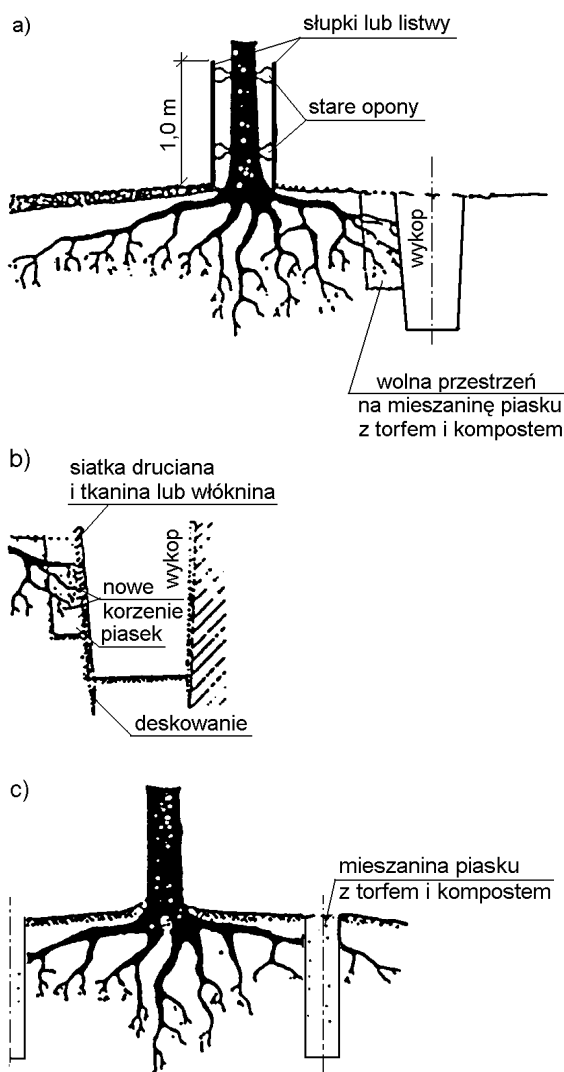 a)
słupki lub listwy
1,0 m
stare opony
wykop
wolna przestrzeń
na mieszaninę piasku
z torfem i kompostem
b)
siatka druciana
i tkanina lub włóknina
wykop
nowe
korzenie
piasek
deskowanie
c)
mieszanina piasku
z torfem i kompostem